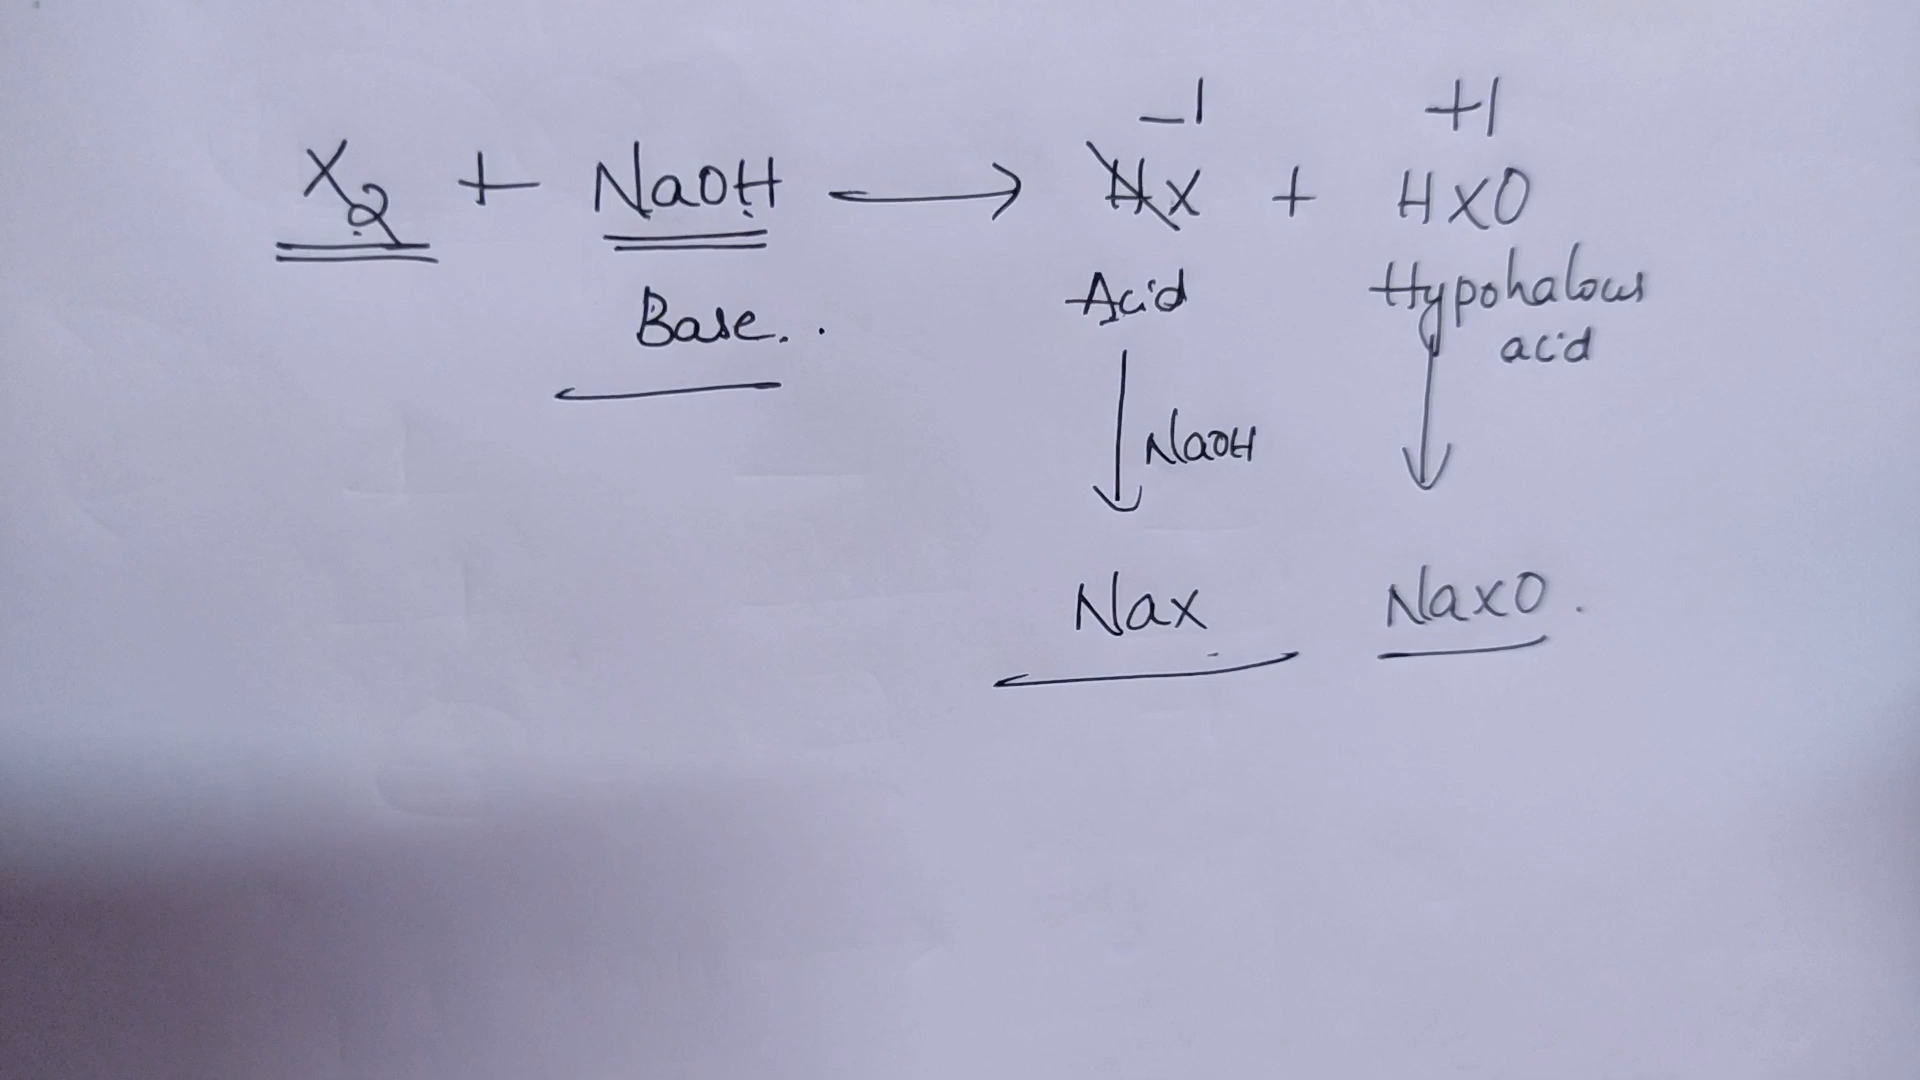 -1 +1
X2 + NaOH → HX + HXO
Base. Acid Hypohalous
acid
NaOH
NaX NaXO.